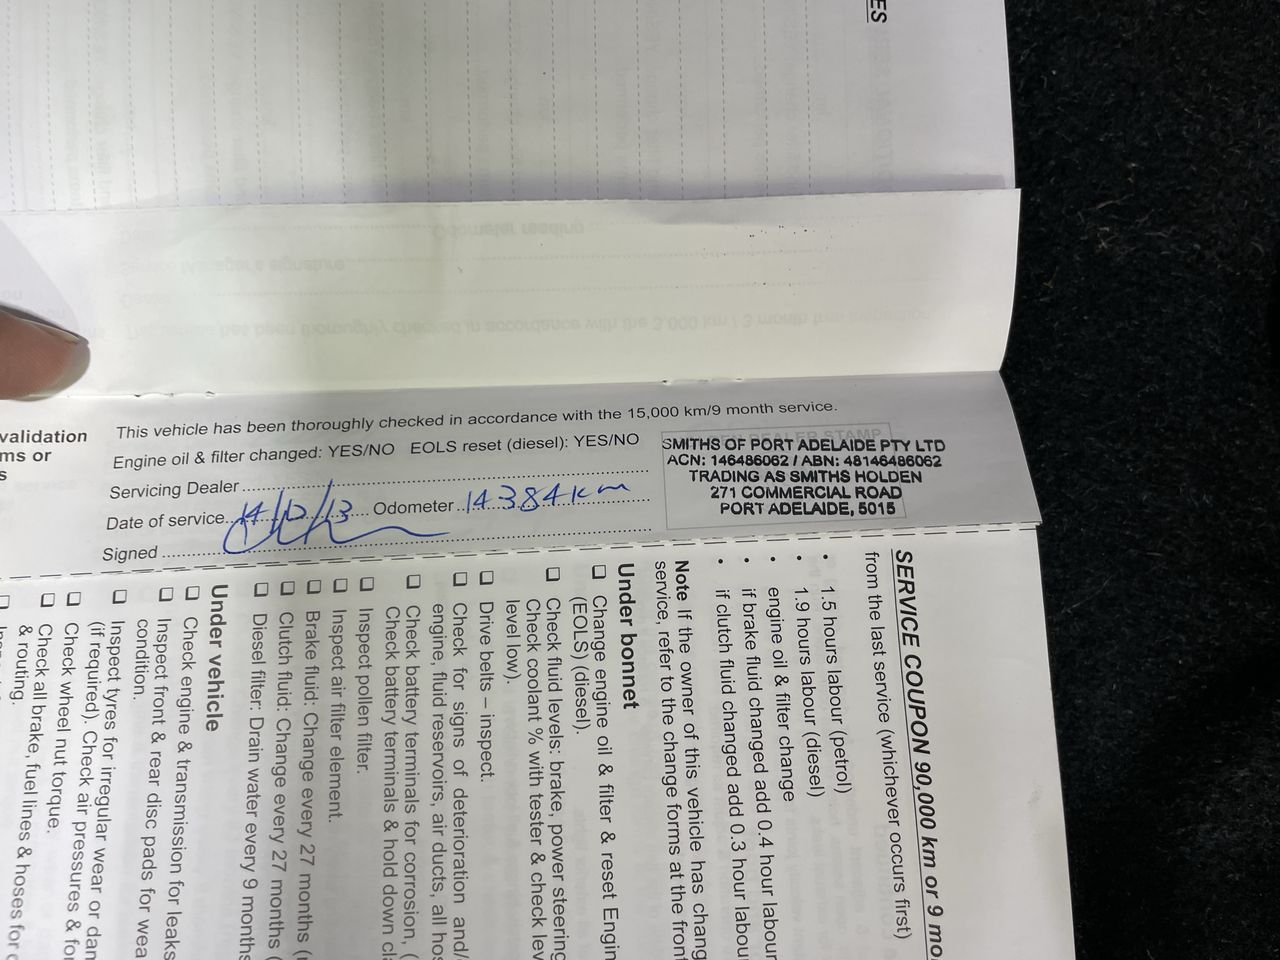 ES
validation
ms or
s
This vehicle has been thoroughly checked in accordance with the 15,000 km/9 month service.
Engine oil & filter changed: YES/NO EOLS reset (diesel): YES/NO
Servicing Dealer
Date of service 14/12/13 Odometer 14384km
Signed
SMITHS OF PORT ADELAIDE PTY LTD
ACN: 146486062 / ABN: 48146486062
TRADING AS SMITHS HOLDEN
271 COMMERCIAL ROAD
PORT ADELAIDE, 5015
SERVICE COUPON 90,000 km or 9 mo
from the last service (whichever occurs first)
• 1.5 hours labour (petrol)
• 1.9 hours labour (diesel)
• engine oil & filter change
• if brake fluid changed add 0.4 hour labour
• if clutch fluid changed add 0.3 hour labou
Note If the owner of this vehicle has chang
service, refer to the change forms at the front
Under bonnet
❑ Change engine oil & filter & reset Engin
(EOLS) (diesel).
❑ Check fluid levels: brake, power steering
Check coolant % with tester & check lev
level low).
❑ Drive belts – inspect.
❑ Check for signs of deterioration and/
engine, fluid reservoirs, air ducts, all hos
❑ Check battery terminals for corrosion, (
Check battery terminals & hold down cl
❑ Inspect pollen filter.
❑ Inspect air filter element.
❑ Brake fluid: Change every 27 months (
❑ Clutch fluid: Change every 27 months (
❑ Diesel filter: Drain water every 9 months
Under vehicle
❑ Check engine & transmission for leaks
❑ Inspect front & rear disc pads for wea
condition.
❑ Inspect tyres for irregular wear or dam
(if required). Check air pressures & for
❑ Check wheel nut torque.
❑ Check all brake, fuel lines & hoses for
& routing.